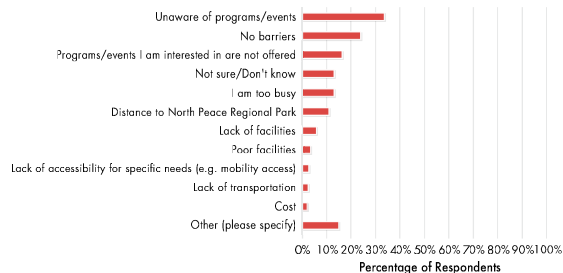 Unaware of programs/events
No barriers
Programs/events I am interested in are not offered
Not sure/Don't know
I am too busy
Distance to North Peace Regional Park
Lack of facilities
Poor facilities
Lack of accessibility for specific needs (e.g. mobility access)
Lack of transportation
Cost
Other (please specify)
0% 10% 20% 30% 40% 50% 60% 70% 80% 90% 100%
Percentage of Respondents